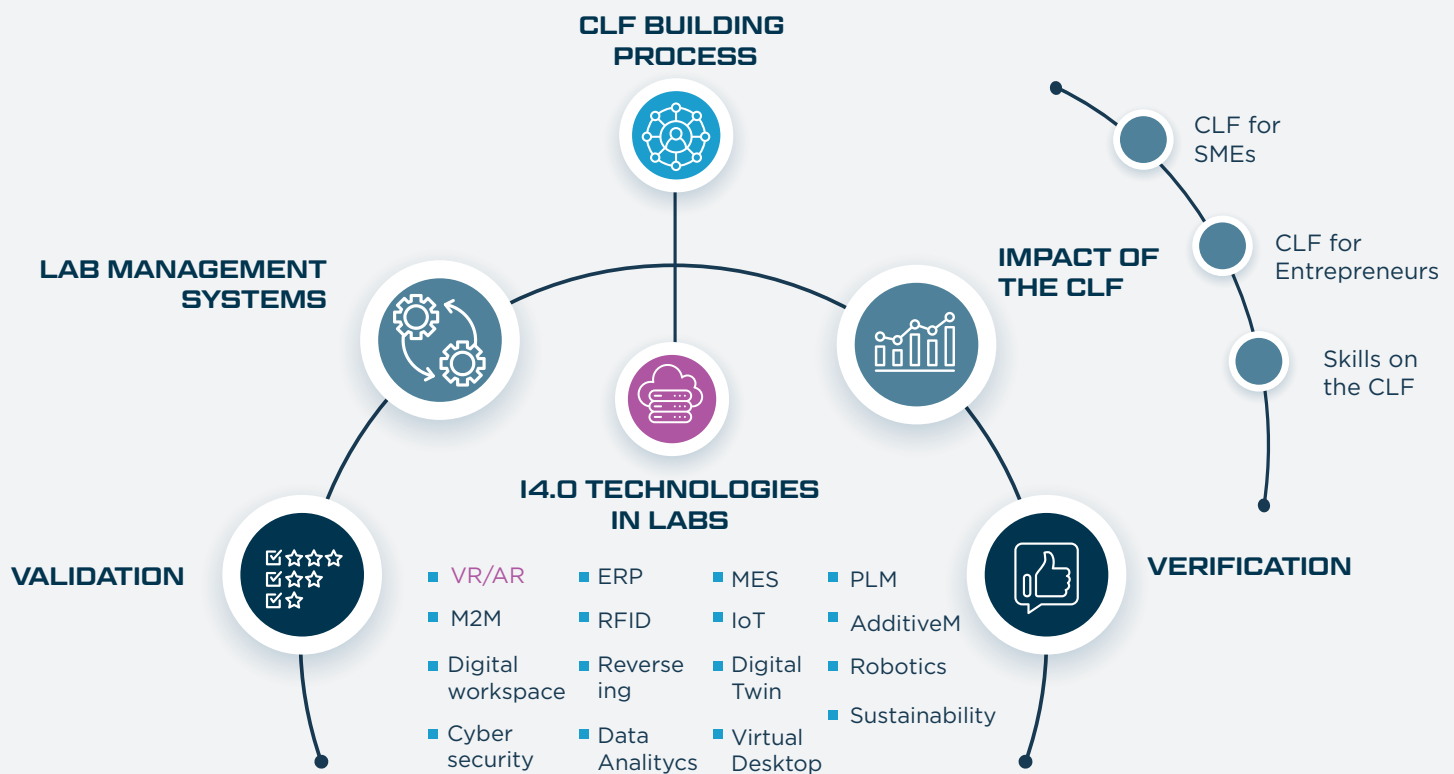 CLF BUILDING
PROCESS
CLF for
SMEs
LAB MANAGEMENT
SYSTEMS
IMPACT OF
THE CLF
CLF for
Entrepreneurs
Skills on
the CLF
I4.0 TECHNOLOGIES
IN LABS
VALIDATION
VERIFICATION
VR/AR
M2M
Digital
workspace
Cyber
security
ERP
RFID
Reverse
ing
Data
Analitycs
MES
IoT
Digital
Twin
Virtual
Desktop
PLM
AdditiveM
Robotics
Sustainability